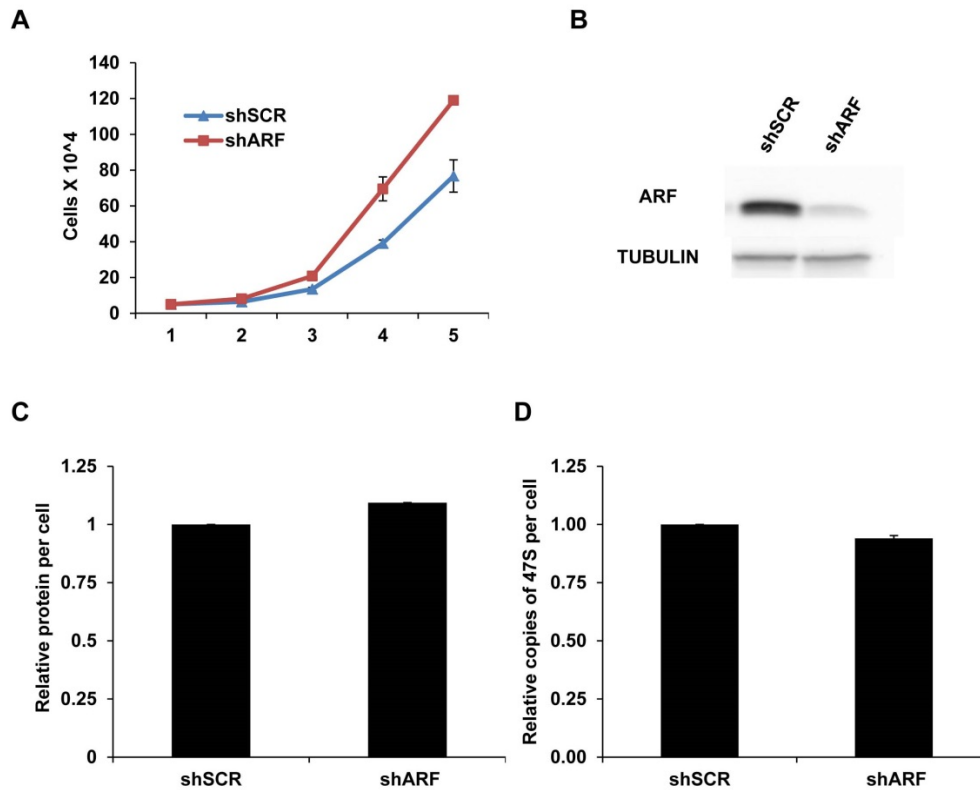 A
140
120
100
80
60
40
20
0
Cells X 10^4
shSCR
shARF
1 2 3 4 5
B
shSCR shARF
ARF
TUBULIN
C
1.25
1
0.75
0.5
0.25
0
Relative protein per cell
shSCR shARF
D
1.25
1.00
0.75
0.50
0.25
0.00
Relative copies of 47S per cell
shSCR shARF